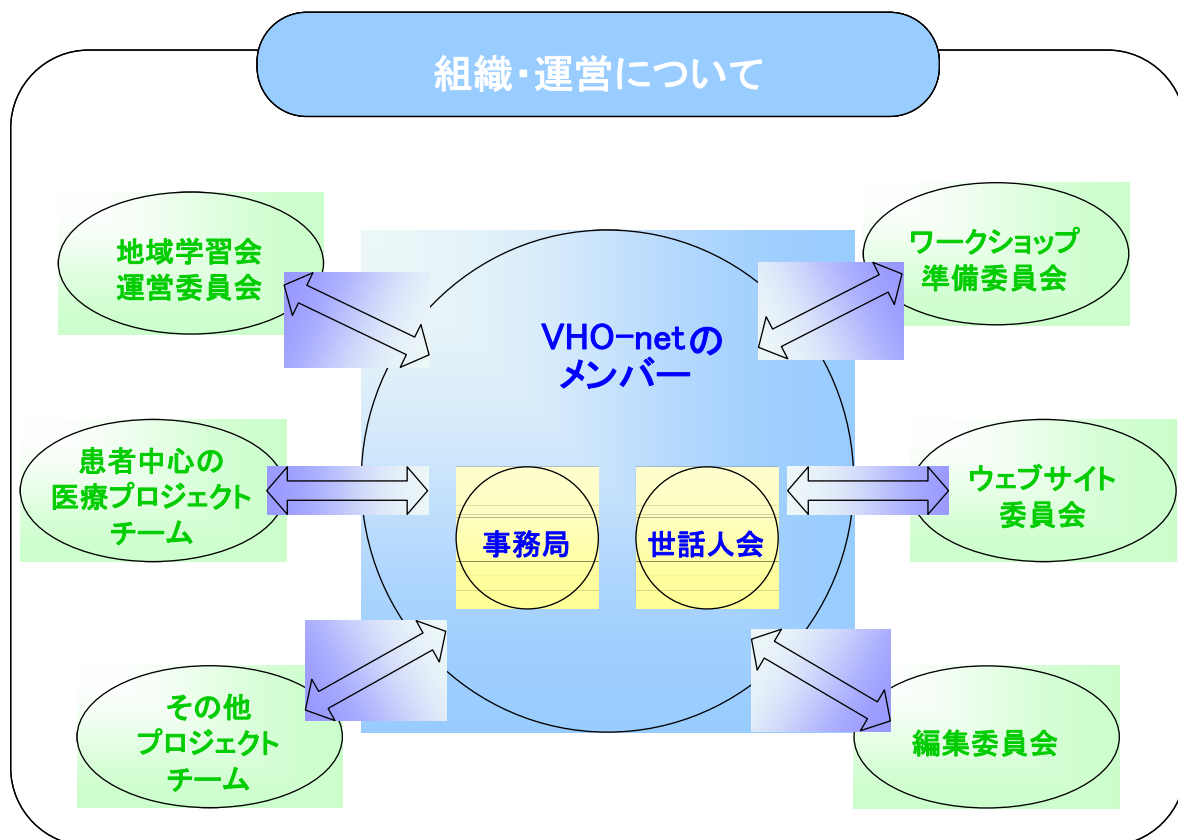 組織・運営について
地域学習会
運営委員会
ワークショップ
準備委員会
VHO-netの
メンバー
患者中心の
医療プロジェクト
チーム
ウェブサイト
委員会
事務局
世話人会
その他
プロジェクト
チーム
編集委員会